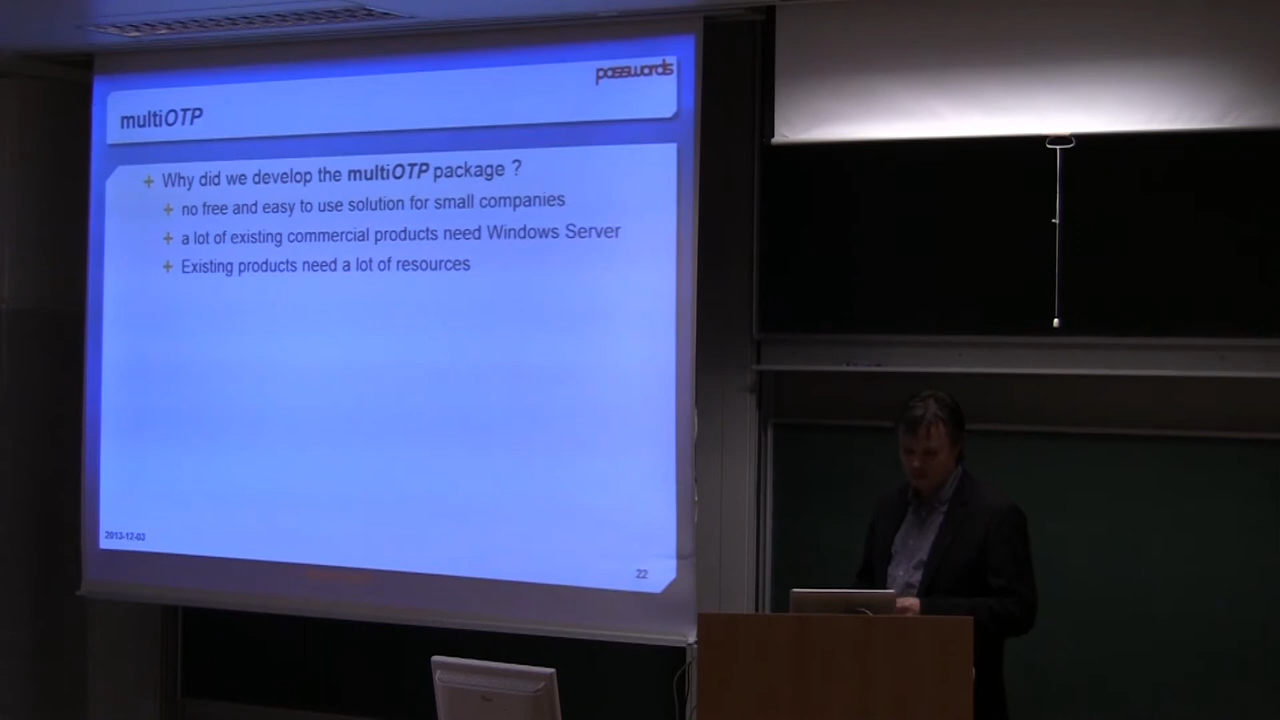 passwords
multiOTP
Why did we develop the multiOTP package ?
no free and easy to use solution for small companies
a lot of existing commercial products need Windows Server
Existing products need a lot of resources
2013-12-03
22